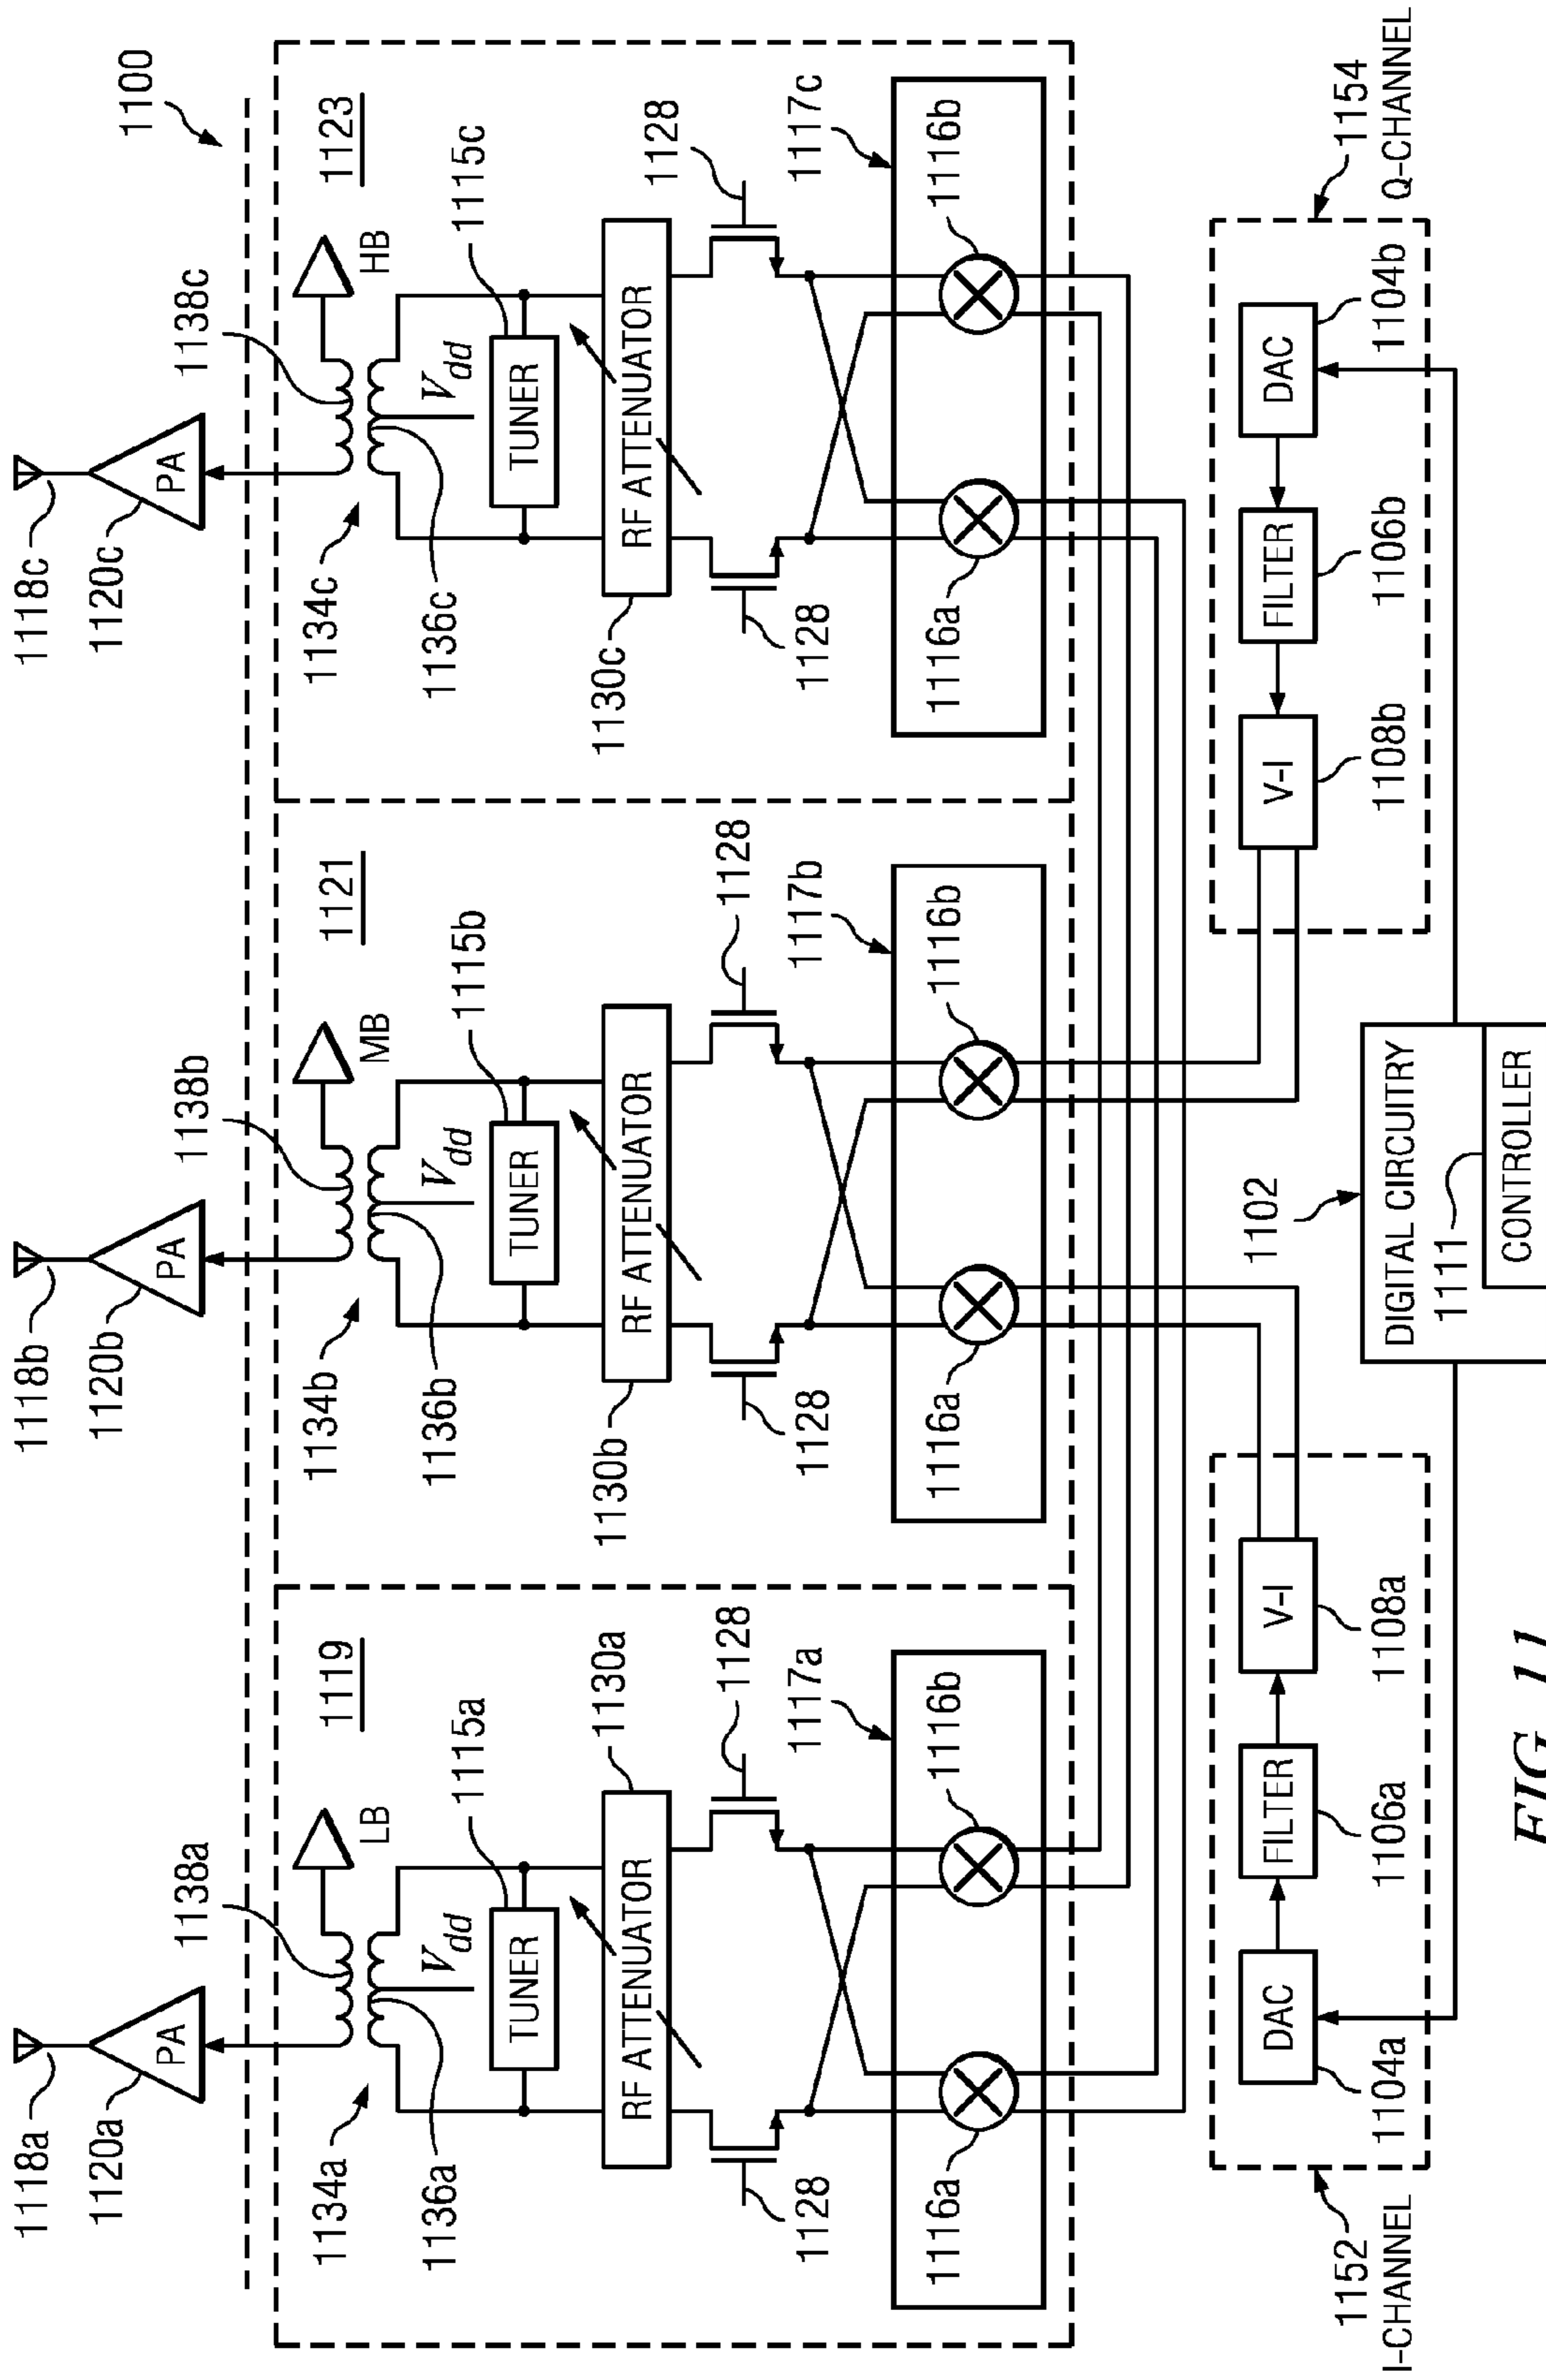 1100
1118a
1118b
1118c
1120a
PA
1120b
PA
1120c
PA
1138a
1138b
1138c
1134a
LB
1119
1134b
MB
1121
1134c
HB
1123
1136a
Vdd
1115a
1136b
Vdd
1115b
1136c
Vdd
1115c
TUNER
TUNER
TUNER
RF ATTENUATOR
1130a
1130b
RF ATTENUATOR
1130c
RF ATTENUATOR
1128
1128
1128
1128
1128
1128
1117a
1117b
1117c
1116a
1116b
1116a
1116b
1116a
1116b
DAC
FILTER
V-I
V-I
FILTER
DAC
1104a
1106a
1108a
1108b
1106b
1104b
1152
I-CHANNEL
1154
Q-CHANNEL
1102
DIGITAL CIRCUITRY
1111
CONTROLLER
FIG. 11